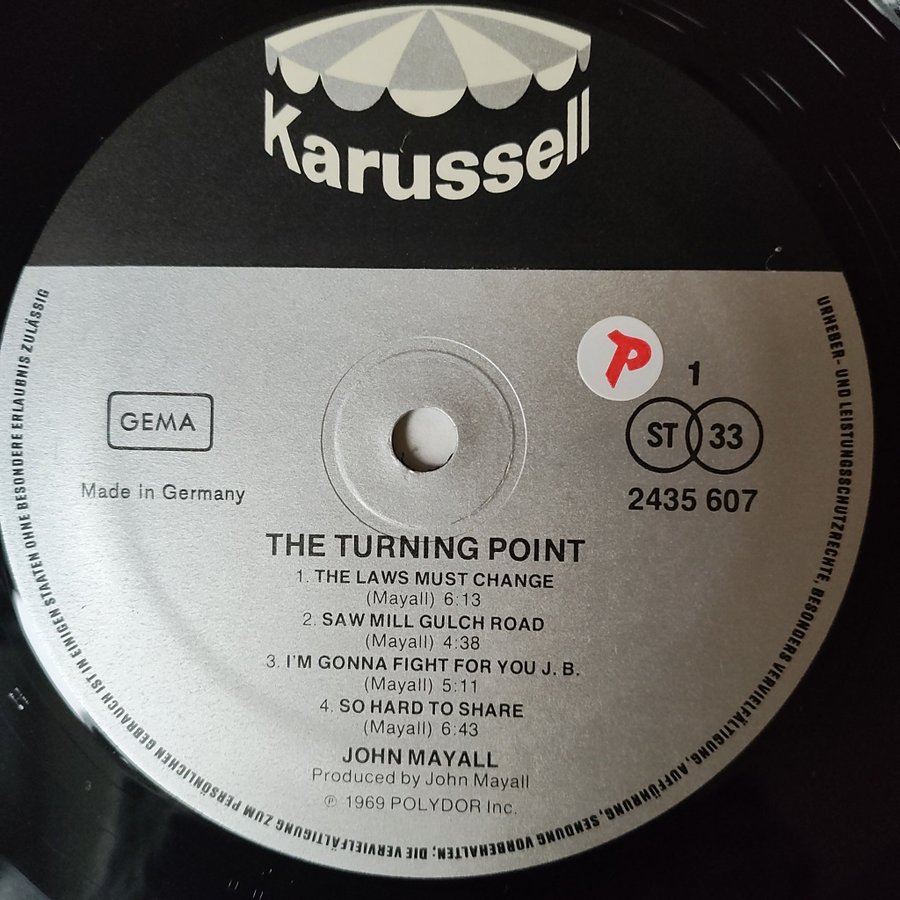 Karussell
P
1
GEMA
ST 33
Made in Germany
2435 607
THE TURNING POINT
1. THE LAWS MUST CHANGE
(Mayall) 6:13
2. SAW MILL GULCH ROAD
(Mayall) 4:38
3. I'M GONNA FIGHT FOR YOU J. B.
(Mayall) 5:11
4. SO HARD TO SHARE
(Mayall) 6:43
JOHN MAYALL
Produced by John Mayall
℗ 1969 POLYDOR Inc.
URHEBER- UND LEISTUNGSSCHUTZRECHTE, BESONDERS VERVIELFÄLTIGUNG, AUFFÜHRUNG, SENDUNG VORBEHALTEN; DIE VERVIELFÄLTIGUNG ZUM PERSÖNLICHEN GEBRAUCH IST IN EINIGEN STAATEN OHNE BESONDERE ERLAUBNIS ZULÄSSIG